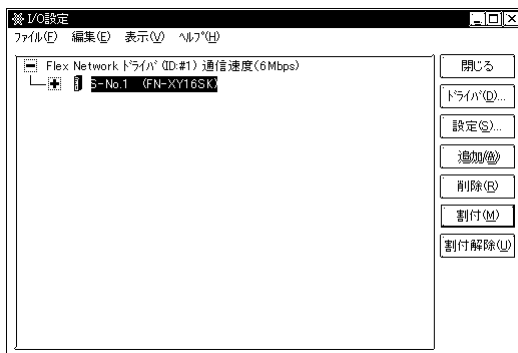 I/O設定
ファイル(F) 編集(E) 表示(V) ヘルプ(H)
Flex Network ドライバ (ID:#1) 通信速度(6Mbps)
S-No.1 (FN-XY16SK)
閉じる
ドライバ(D)...
設定(S)...
追加(A)
削除(R)
割付(M)
割付解除(U)